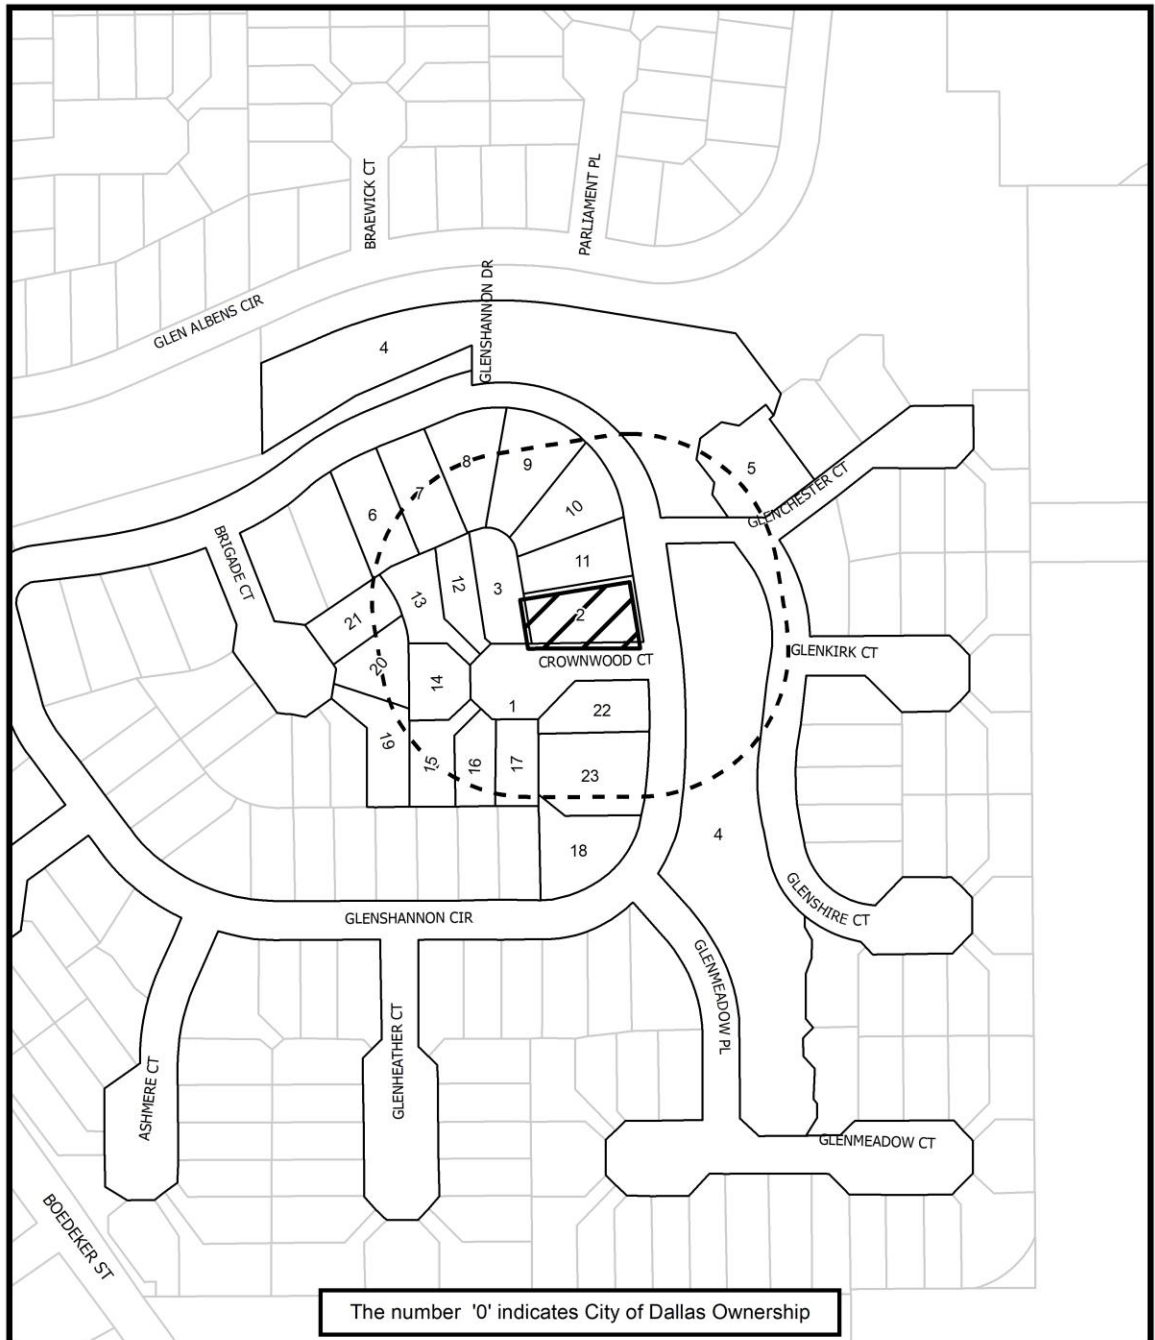 BRAEWICK CT
PARLIAMENT PL
GLENSHANNON DR
GLEN ALBENS CIR
4
8
9
5
7
6
10
GLENCHESTER CT
BRIGADE CT
11
12
3
13
2
21
CROWNWOOD CT
GLENKIRK CT
20
14
1
22
19
15
16
17
23
4
18
GLENSHIRE CT
GLENSHANNON CIR
GLENMEADOW PL
GLENHEATHER CT
ASHMERE CT
GLENMEADOW CT
BOEDEKER ST
The number '0' indicates City of Dallas Ownership